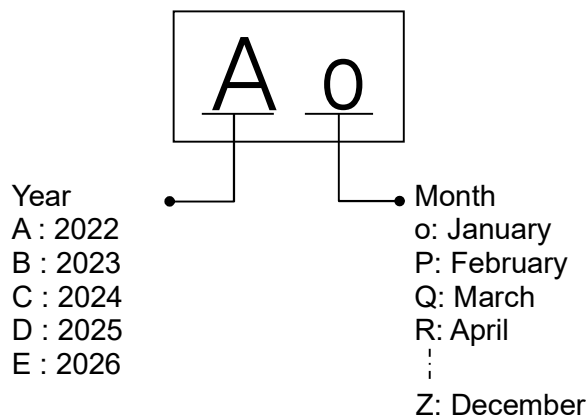 A o
Year
A : 2022
B : 2023
C : 2024
D : 2025
E : 2026
Month
o: January
P: February
Q: March
R: April
Z: December